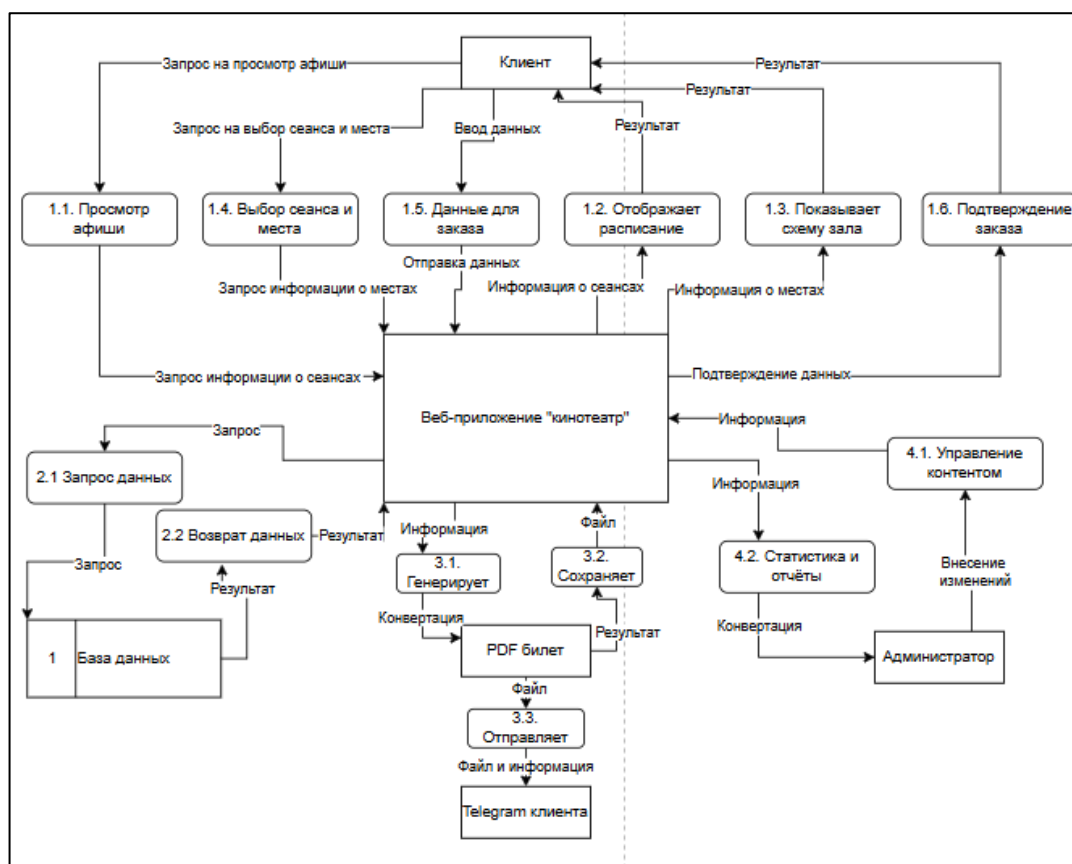 Клиент
Запрос на просмотр афиши
Результат
Результат
Запрос на выбор сеанса и места
Ввод данных
Результат
1.1. Просмотр
афиши
1.4. Выбор сеанса и
места
1.5. Данные для
заказа
1.2. Отображает
расписание
1.3. Показывает
схему зала
1.6. Подтверждение
заказа
Отправка данных
Запрос информации о местах
Информация о сеансах
Информация о местах
Запрос информации о сеансах
Подтверждение данных
Веб-приложение "кинотеатр"
Запрос
Информация
2.1 Запрос данных
4.1. Управление
контентом
Информация
2.2 Возврат данных
Результат
Информация
Файл
Запрос
3.1.
Генерирует
3.2.
Сохраняет
4.2. Статистика и
отчёты
Внесение
изменений
Результат
Конвертация
Результат
Конвертация
1
База данных
PDF билет
Администратор
Файл
3.3.
Отправляет
Файл и информация
Telegram клиента